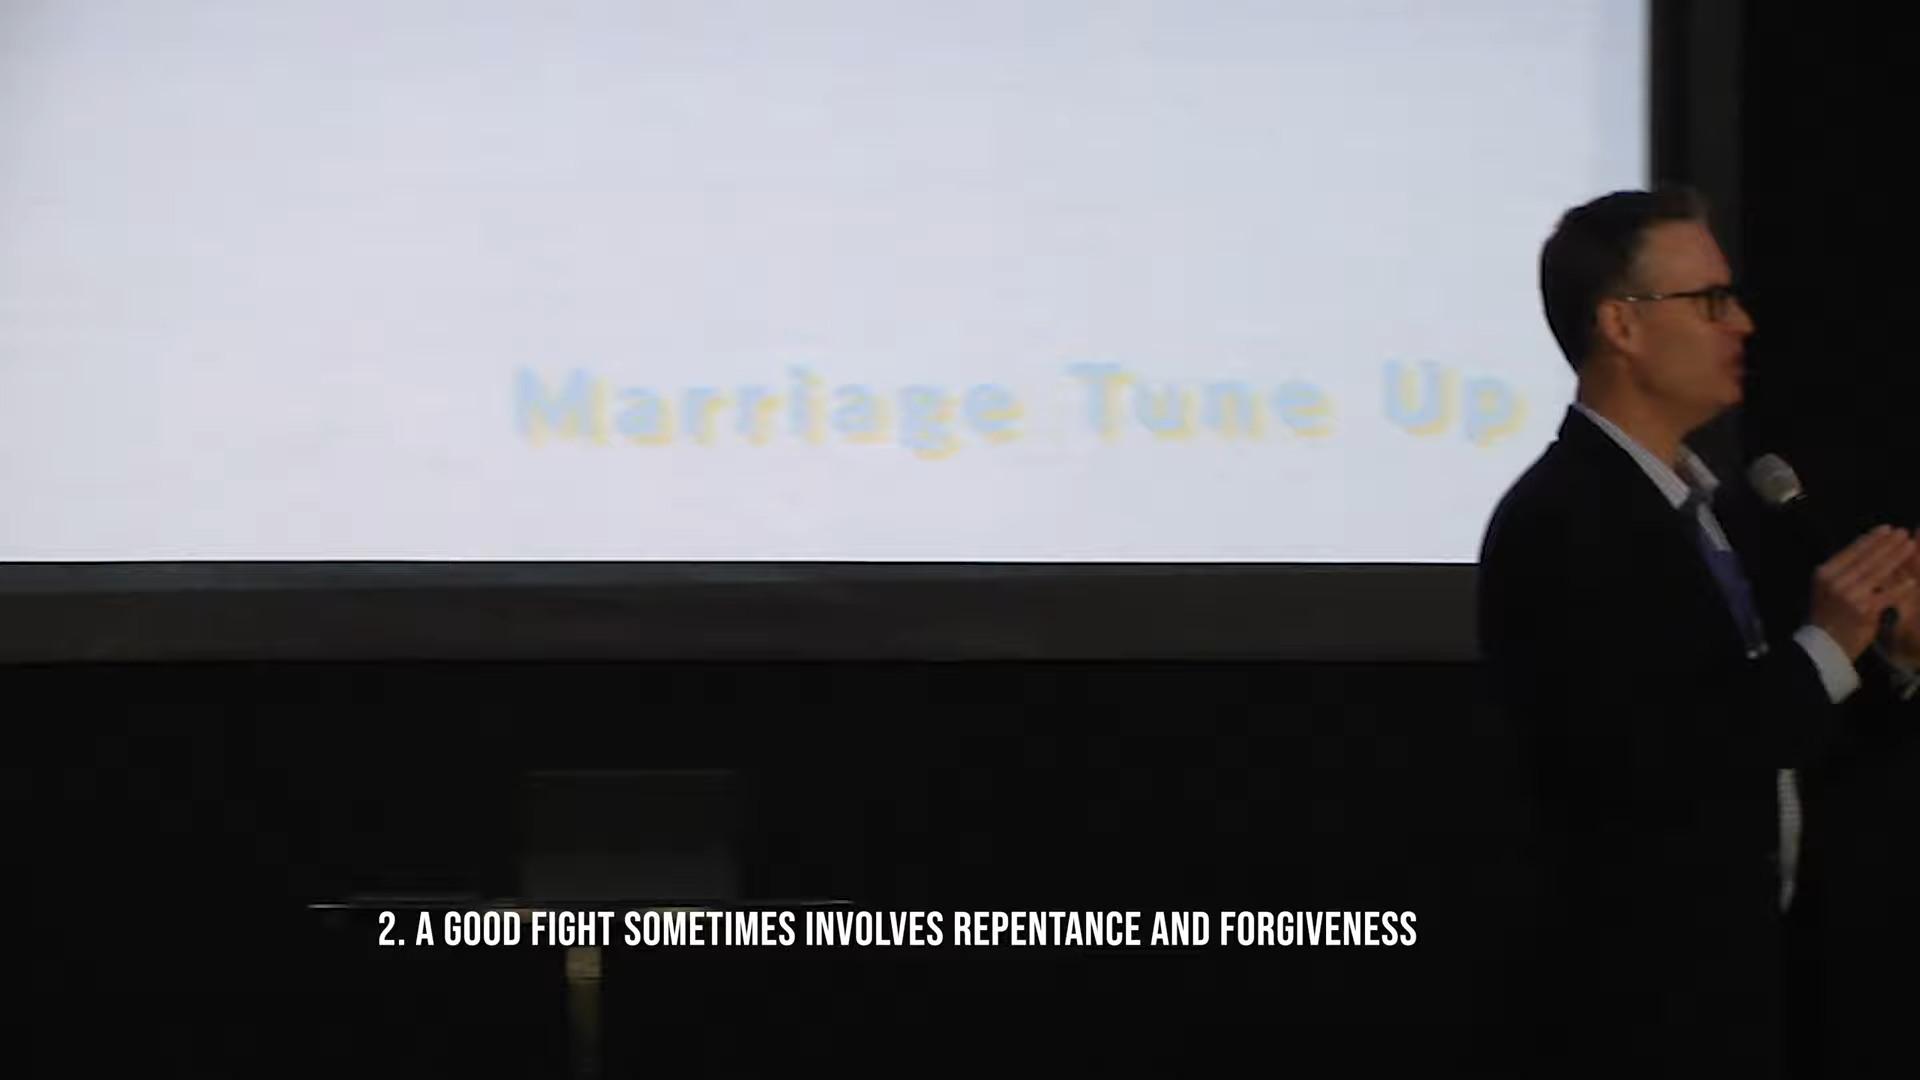 Marriage Tune Up
2. A GOOD FIGHT SOMETIMES INVOLVES REPENTANCE AND FORGIVENESS